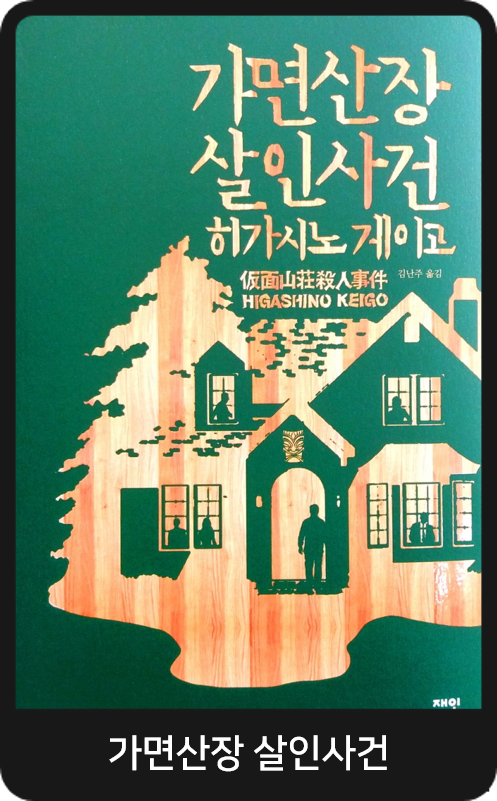 가면산장
살인사건
히가시노 게이고
仮面山荘殺人事件 김난주 옮김
HIGASHINO KEIGO
재인
가면산장 살인사건